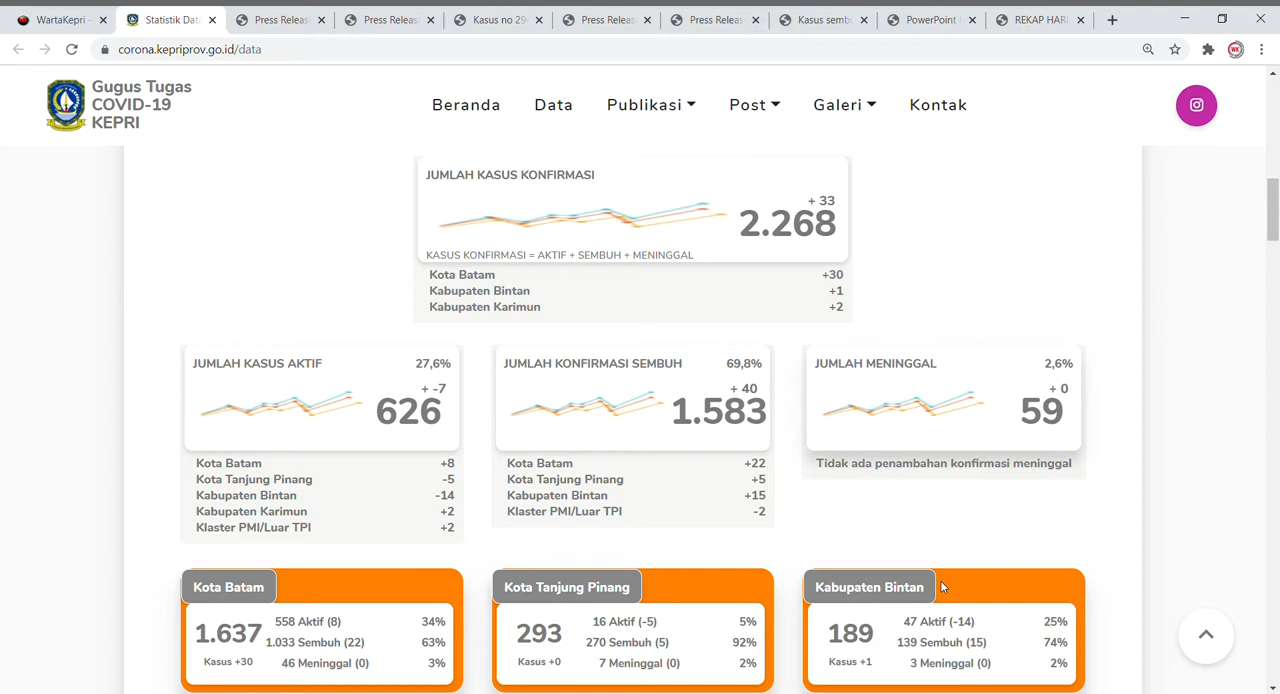 WartaKepri -
Statistik Data
Press Releas
Press Releas
Kasus no 29
Press Releas
Press Releas
Kasus semb
PowerPoint
REKAP HARI
corona.kepriprov.go.id/data
WK
Gugus Tugas
COVID-19
KEPRI
Beranda
Data
Publikasi
Post
Galeri
Kontak
JUMLAH KASUS KONFIRMASI
+ 33
2.268
KASUS KONFIRMASI = AKTIF + SEMBUH + MENINGGAL
Kota Batam +30
Kabupaten Bintan +1
Kabupaten Karimun +2
JUMLAH KASUS AKTIF 27,6%
+ -7
626
Kota Batam +8
Kota Tanjung Pinang -5
Kabupaten Bintan -14
Kabupaten Karimun +2
Klaster PMI/Luar TPI +2
JUMLAH KONFIRMASI SEMBUH 69,8%
+ 40
1.583
Kota Batam +22
Kota Tanjung Pinang +5
Kabupaten Bintan +15
Klaster PMI/Luar TPI -2
JUMLAH MENINGGAL 2,6%
+ 0
59
Tidak ada penambahan konfirmasi meninggal
Kota Batam
1.637
Kasus +30
558 Aktif (8) 34%
1.033 Sembuh (22) 63%
46 Meninggal (0) 3%
Kota Tanjung Pinang
293
Kasus +0
16 Aktif (-5) 5%
270 Sembuh (5) 92%
7 Meninggal (0) 2%
Kabupaten Bintan
189
Kasus +1
47 Aktif (-14) 25%
139 Sembuh (15) 74%
3 Meninggal (0) 2%